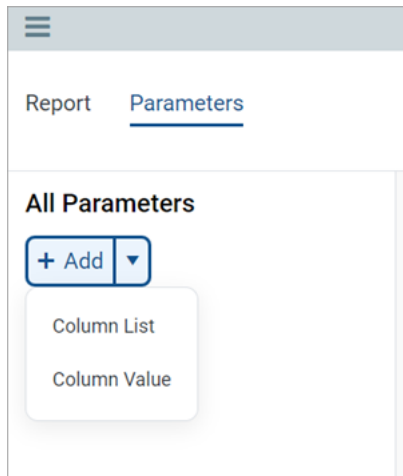 Report Parameters
All Parameters
+ Add
Column List
Column Value